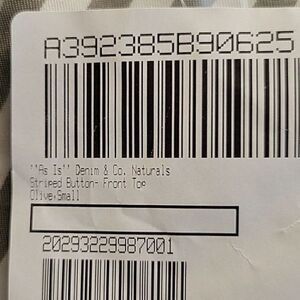 A392385B90625
''As Is'' Denim & Co. Naturals
Striped Button- Front Top
Olive,Small
20293229987001